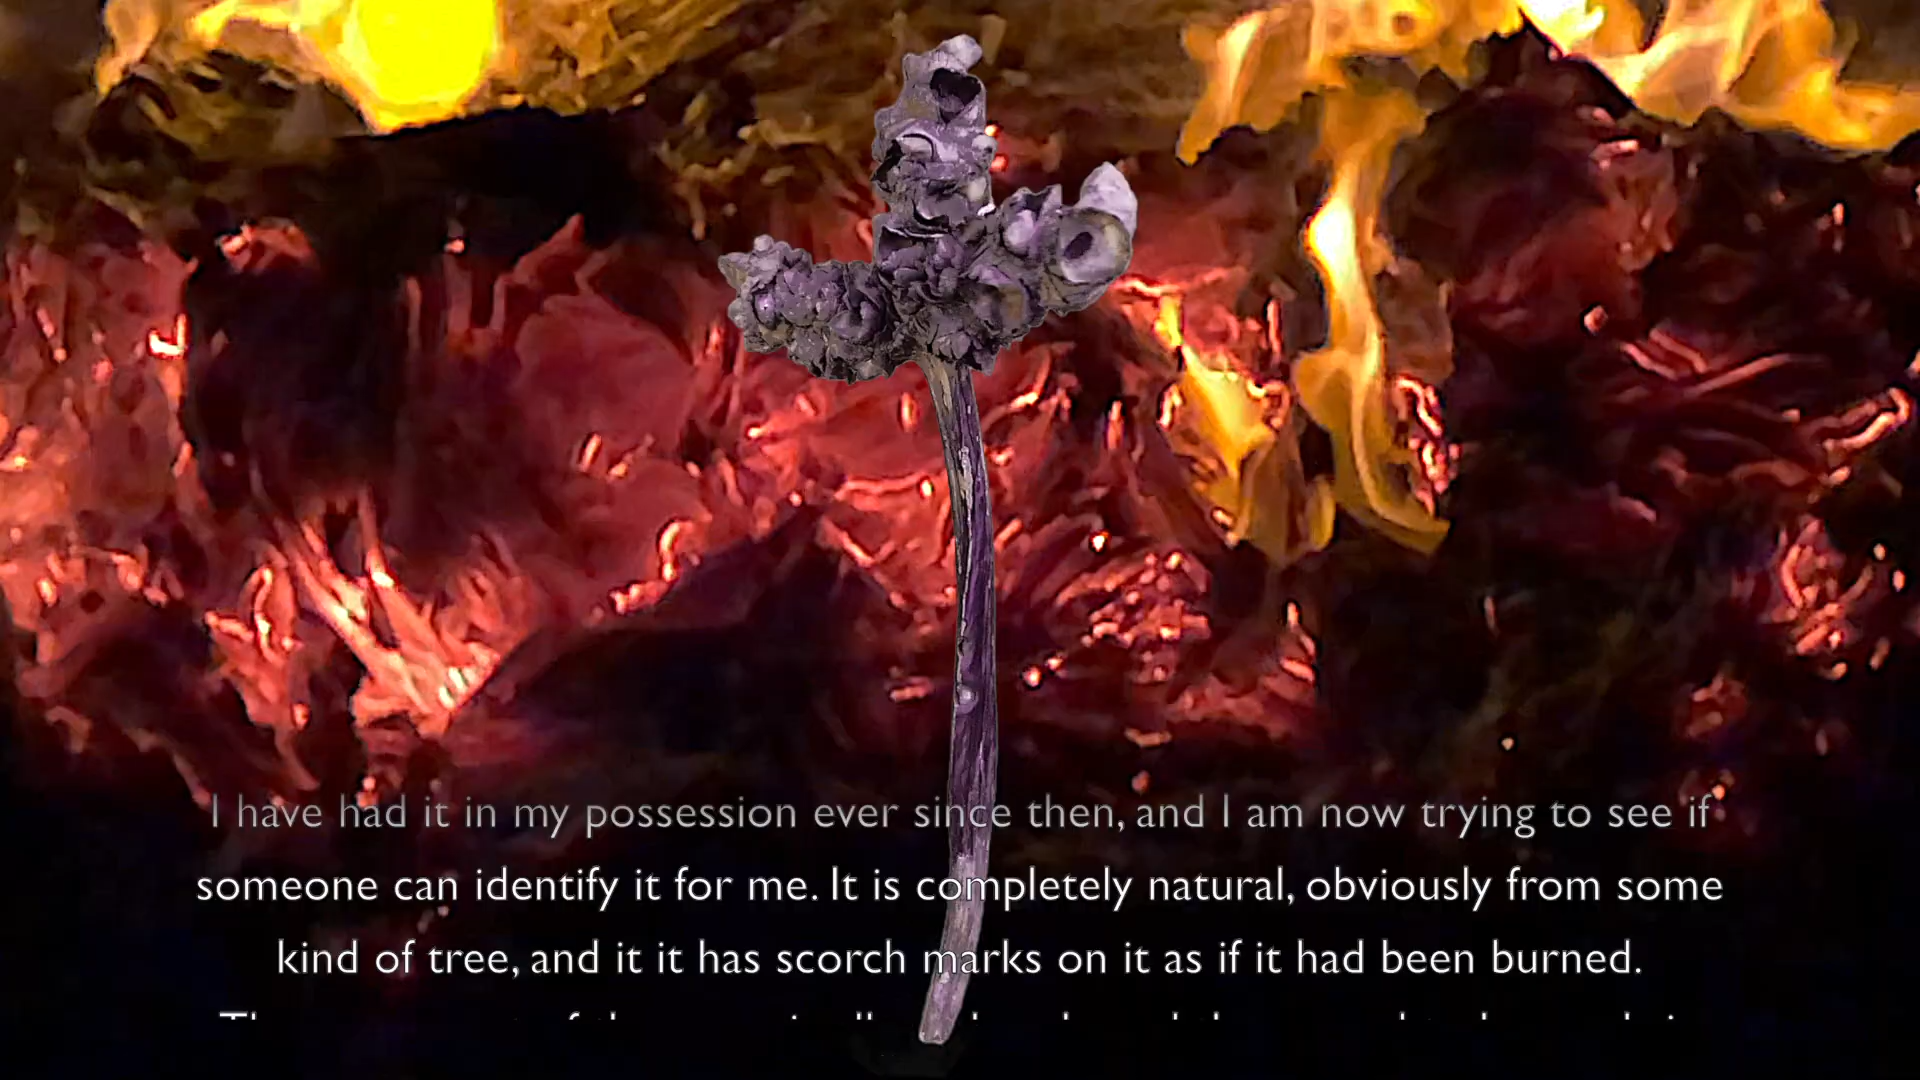 I have had it in my possession ever since then, and I am now trying to see if
someone can identify it for me. It is completely natural, obviously from some
kind of tree, and it it has scorch marks on it as if it had been burned.